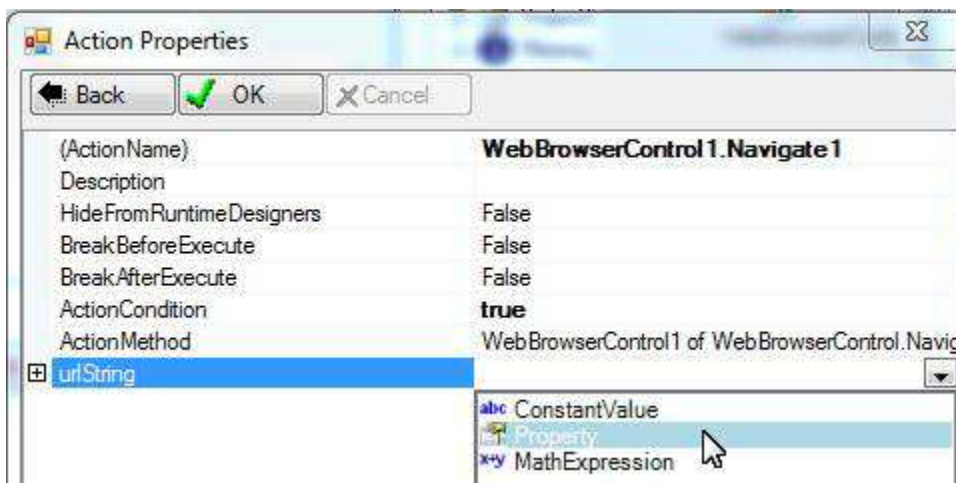 Action Properties
Back OK Cancel
(ActionName) WebBrowserControl1.Navigate1
Description
HideFromRuntimeDesigners False
BreakBeforeExecute False
BreakAfterExecute False
ActionCondition true
ActionMethod WebBrowserControl1 of WebBrowserControl.Navig
urlString
abc ConstantValue
Property
x+y MathExpression